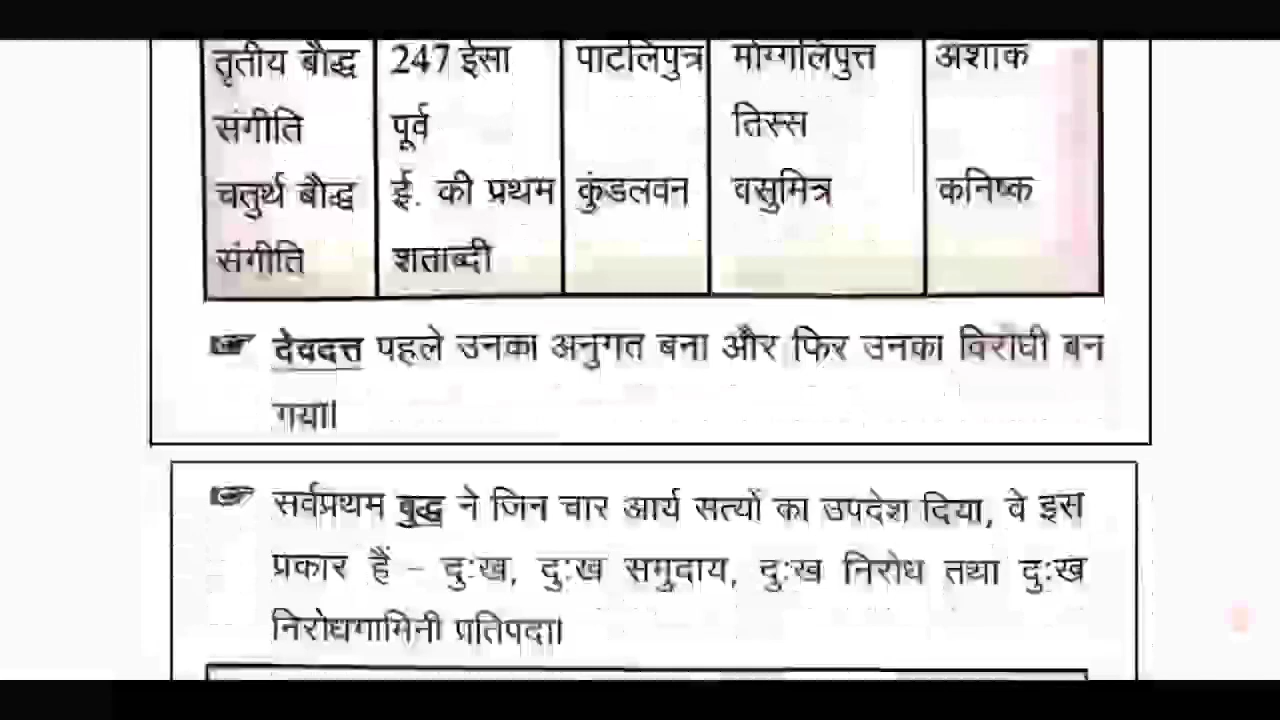 तृतीय बौद्ध 247 ईसा पाटलिपुत्र मोग्गलिपुत्त अशोक
संगीति पूर्व तिस्स
चतुर्थ बौद्ध ई. की प्रथम कुंडलवन वसुमित्र कनिष्क
संगीति शताब्दी
देवदत्त पहले उनका अनुगत बना और फिर उनका विरोधी बन
गया।
सर्वप्रथम बुद्ध ने जिन चार आर्य सत्यों का उपदेश दिया, वे इस
प्रकार हैं – दुःख, दुःख समुदाय, दुःख निरोध तथा दुःख
निरोधगामिनी प्रतिपदा।